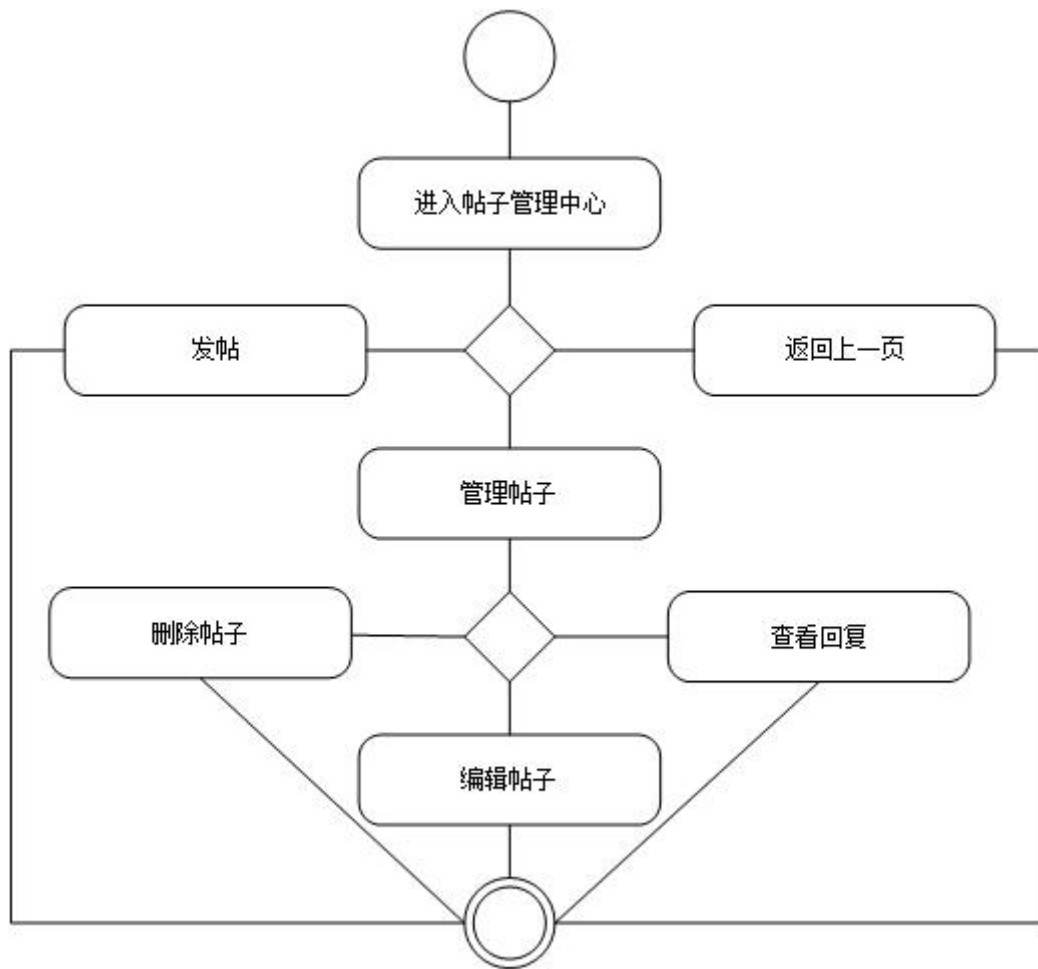 进入帖子管理中心
发帖
返回上一页
管理帖子
删除帖子
查看回复
编辑帖子